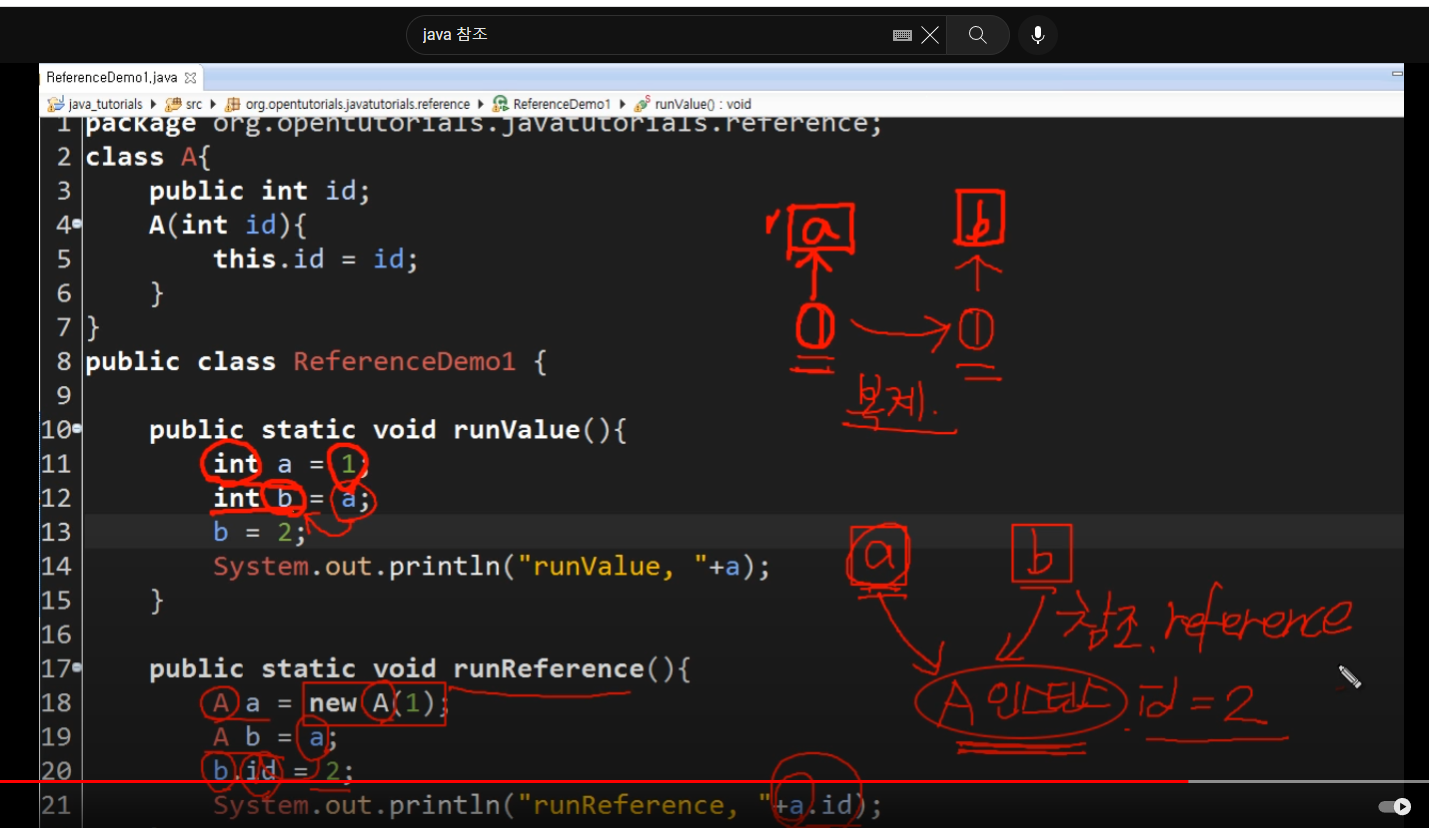 java 참조
ReferenceDemo1.java
java_tutorials src org.opentutorials.javatutorials.reference ReferenceDemo1 runValue() : void
1 package org.opentutorials.javatutorials.reference;
2 class A{
3 public int id;
4 A(int id){
5 this.id = id;
6 }
7 }
8 public class ReferenceDemo1 {
9
10 public static void runValue(){
11 int a = 1;
12 int b = a;
13 b = 2;
14 System.out.println("runValue, "+a);
15 }
16
17 public static void runReference(){
18 A a = new A(1);
19 A b = a;
20 b.id = 2;
21 System.out.println("runReference, "+a.id);
a b
1 1
복제.
a b
참조, reference
A 인스턴스 . id = 2